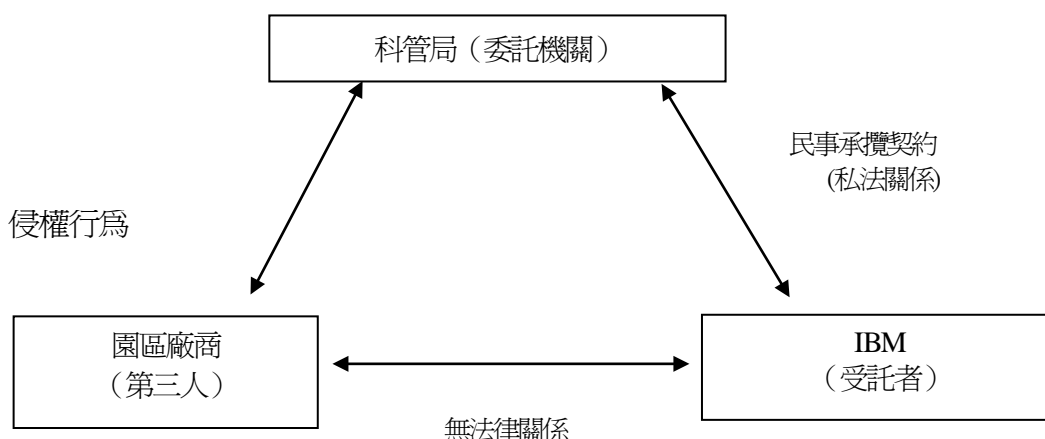 科管局（委託機關）
民事承攬契約
(私法關係)
侵權行為
園區廠商
（第三人）
IBM
（受託者）
無法律關係